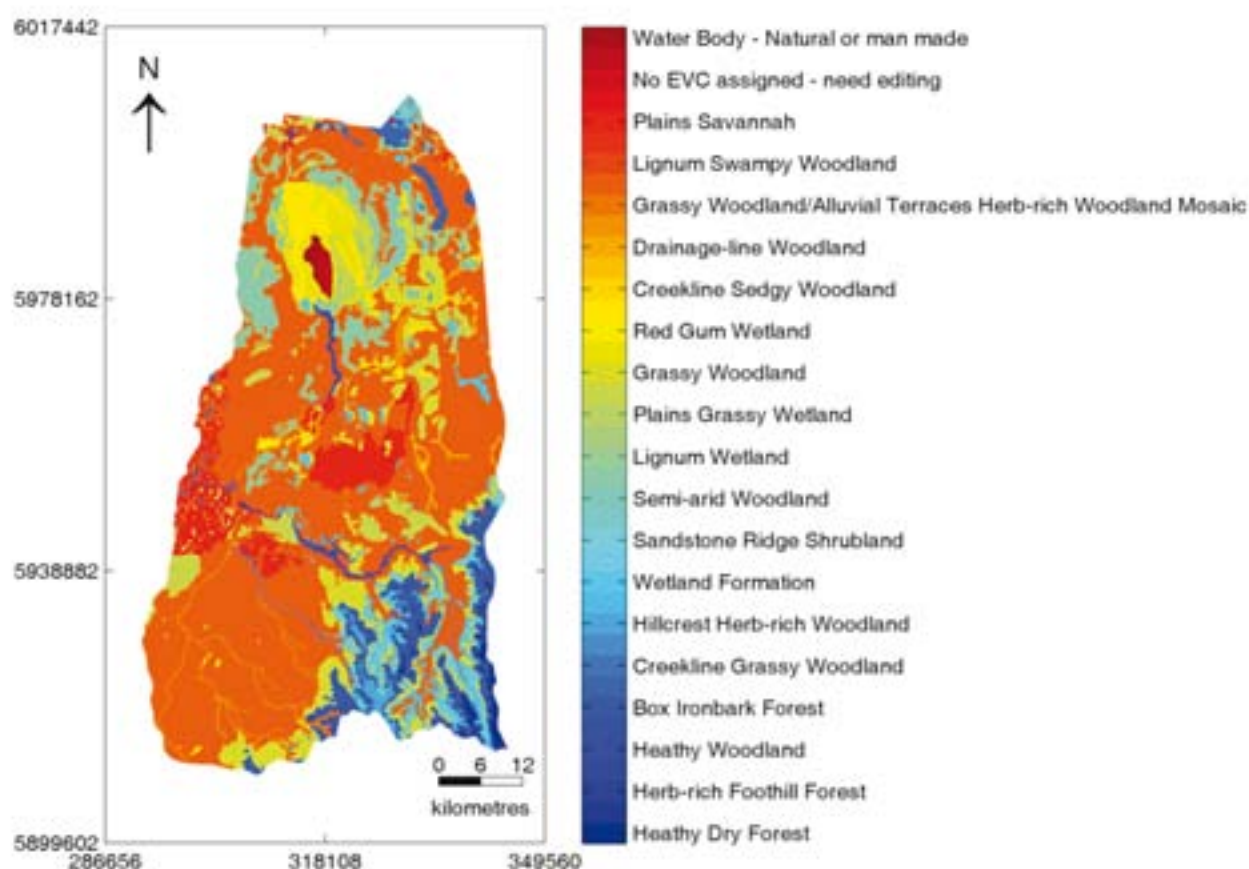 6017442
N
5978162
5938882
5899602
286656 318108 349560
0 6 12
kilometres
Water Body - Natural or man made
No EVC assigned - need editing
Plains Savannah
Lignum Swampy Woodland
Grassy Woodland/Alluvial Terraces Herb-rich Woodland Mosaic
Drainage-line Woodland
Creekline Sedgy Woodland
Red Gum Wetland
Grassy Woodland
Plains Grassy Wetland
Lignum Wetland
Semi-arid Woodland
Sandstone Ridge Shrubland
Wetland Formation
Hillcrest Herb-rich Woodland
Creekline Grassy Woodland
Box Ironbark Forest
Heathy Woodland
Herb-rich Foothill Forest
Heathy Dry Forest